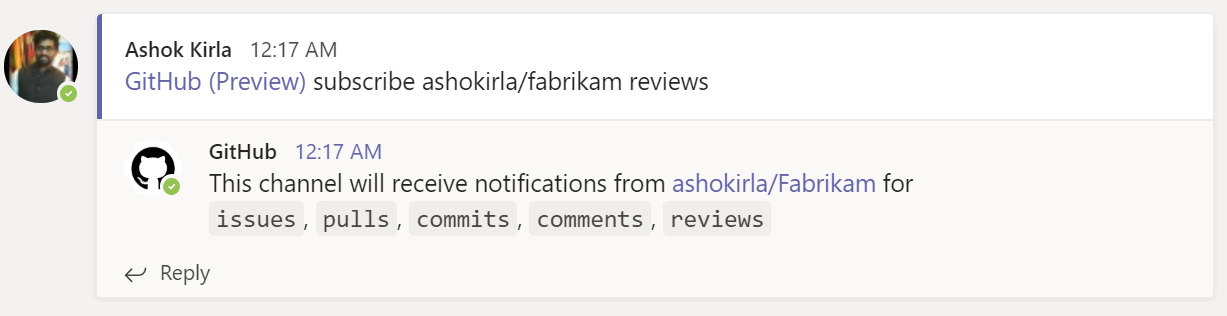 Ashok Kirla 12:17 AM
GitHub (Preview) subscribe ashokirla/fabrikam reviews
GitHub 12:17 AM
This channel will receive notifications from ashokirla/Fabrikam for
issues, pulls, commits, comments, reviews
Reply